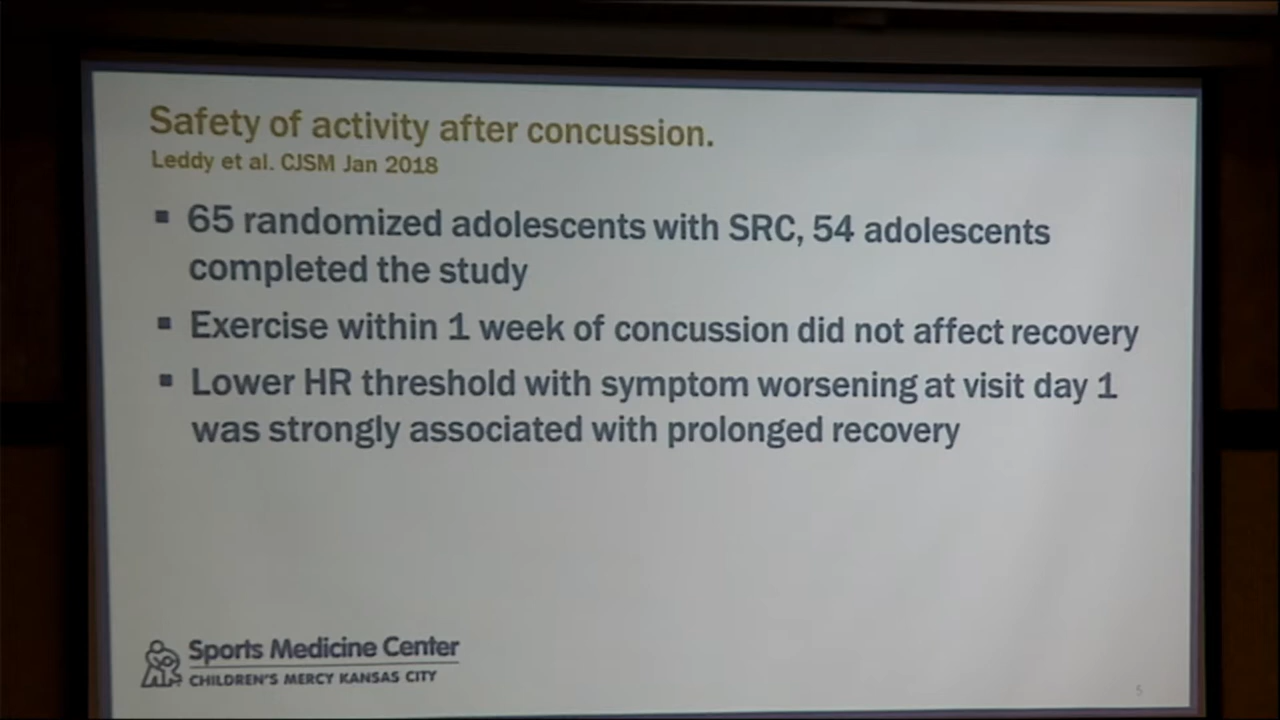 Safety of activity after concussion.
Leddy et al. CJSM Jan 2018
▪ 65 randomized adolescents with SRC, 54 adolescents
completed the study
▪ Exercise within 1 week of concussion did not affect recovery
▪ Lower HR threshold with symptom worsening at visit day 1
was strongly associated with prolonged recovery
Sports Medicine Center
CHILDREN'S MERCY KANSAS CITY
5